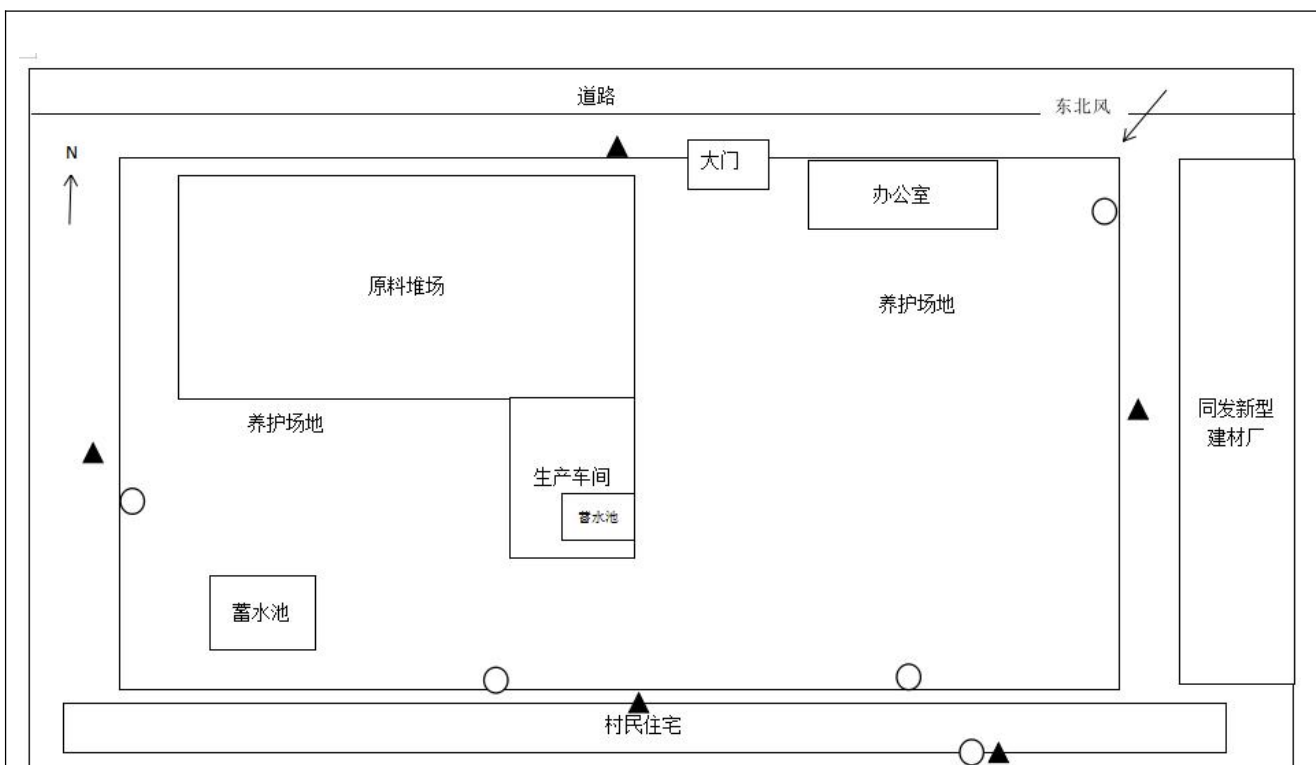 道路
东北风
N
大门
办公室
原料堆场
养护场地
同发新型
建材厂
养护场地
生产车间
蓄水池
蓄水池
村民住宅